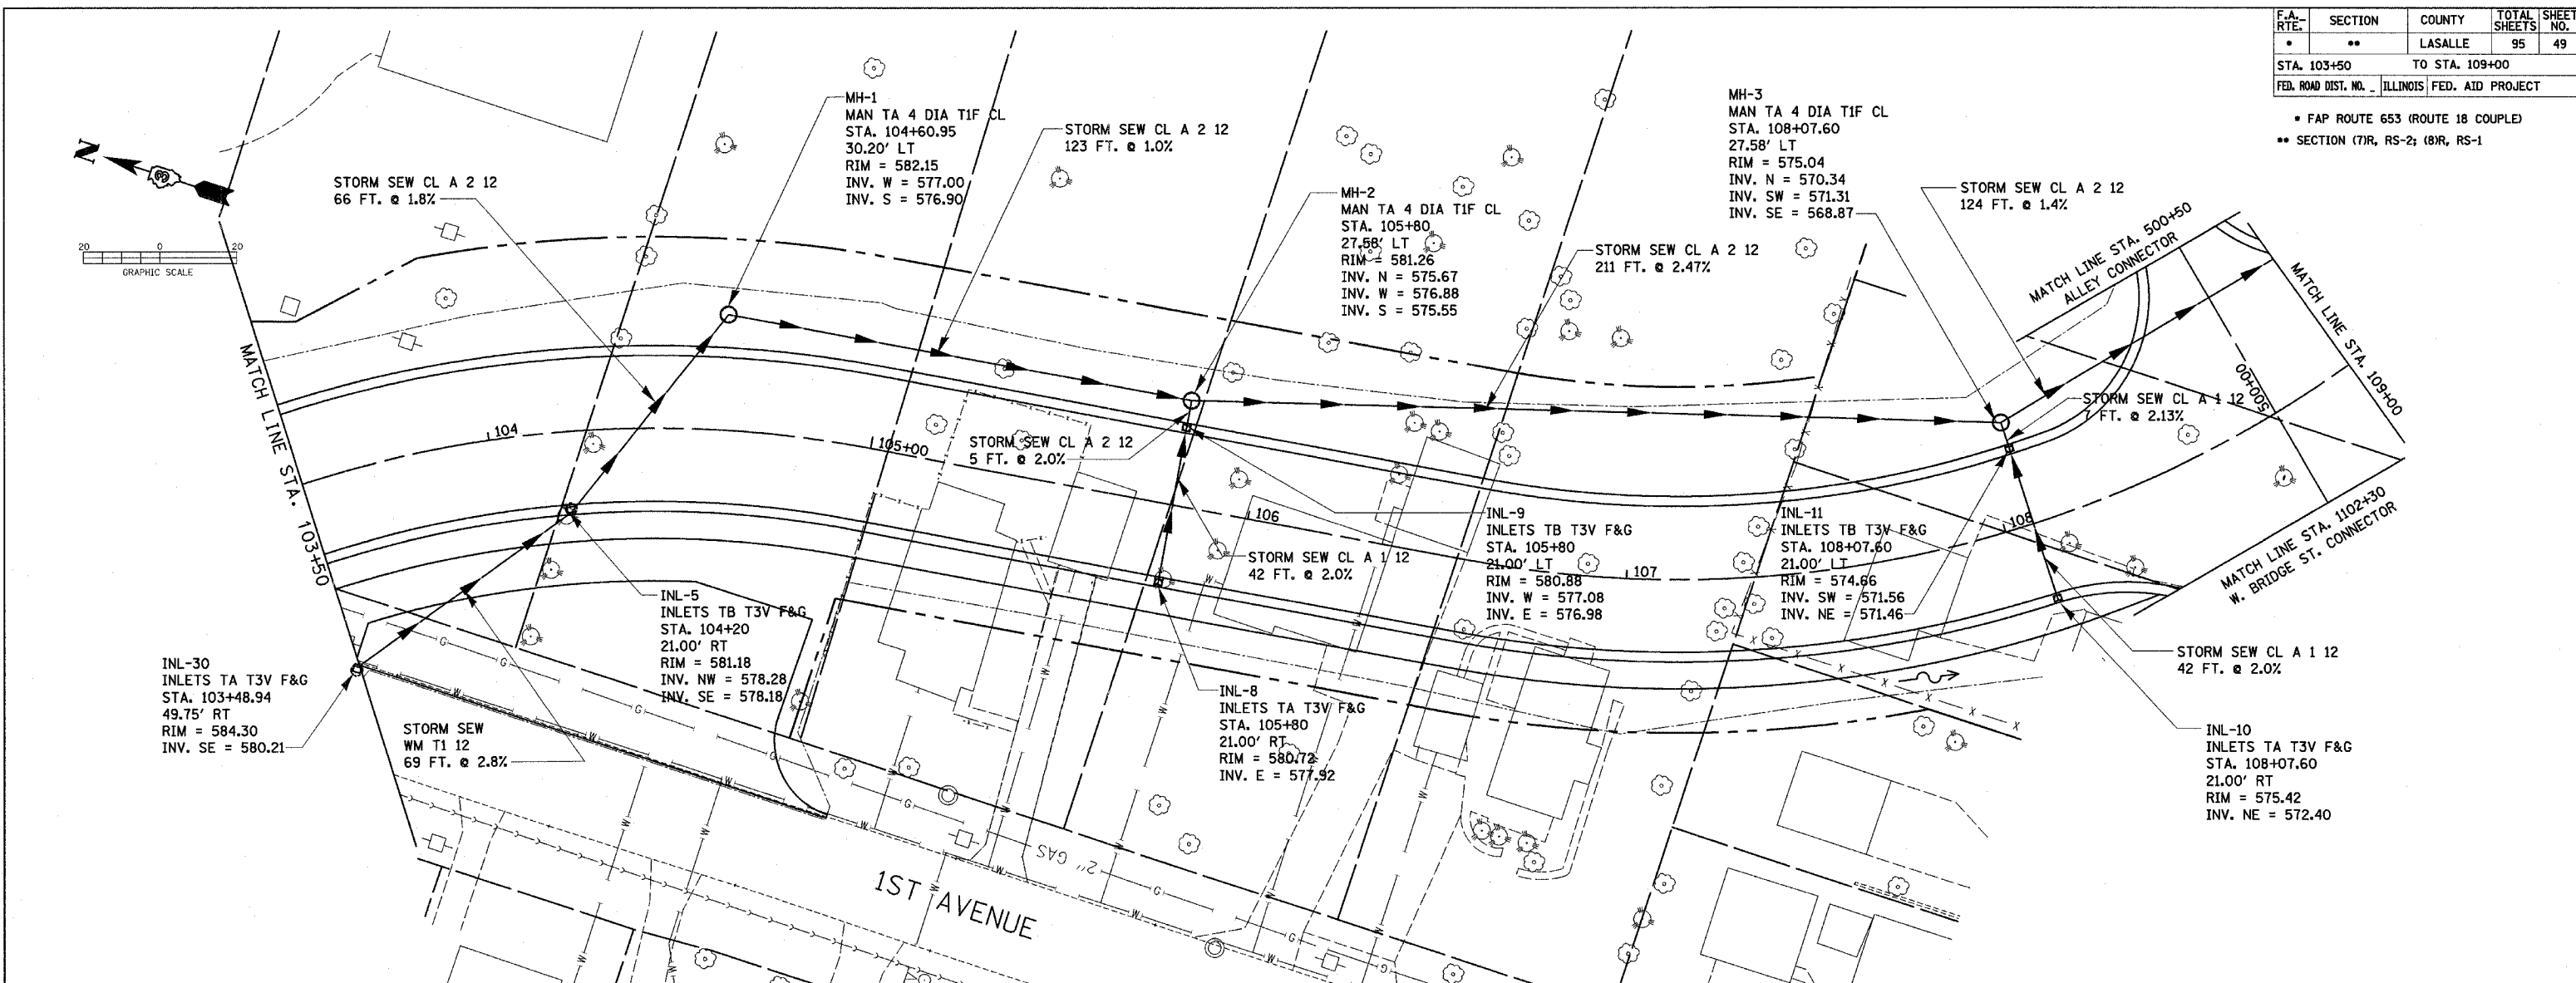 F.A.- RTE. SECTION COUNTY TOTAL SHEETS SHEET NO.
• •• LASALLE 95 49
STA. 103+50 TO STA. 109+00
FED. ROAD DIST. NO. _ ILLINOIS FED. AID PROJECT
• FAP ROUTE 653 (ROUTE 18 COUPLE)
•• SECTION (7)R, RS-2; (8)R, RS-1
N
20 0 20
GRAPHIC SCALE
STORM SEW CL A 2 12
66 FT. @ 1.8%
MH-1
MAN TA 4 DIA T1F CL
STA. 104+60.95
30.20' LT
RIM = 582.15
INV. W = 577.00
INV. S = 576.90
STORM SEW CL A 2 12
123 FT. @ 1.0%
MH-2
MAN TA 4 DIA T1F CL
STA. 105+80
27.58' LT
RIM = 581.26
INV. N = 575.67
INV. W = 576.88
INV. S = 575.55
STORM SEW CL A 2 12
211 FT. @ 2.47%
MH-3
MAN TA 4 DIA T1F CL
STA. 108+07.60
27.58' LT
RIM = 575.04
INV. N = 570.34
INV. SW = 571.31
INV. SE = 568.87
STORM SEW CL A 2 12
124 FT. @ 1.4%
MATCH LINE STA. 500+50
ALLEY CONNECTOR
MATCH LINE STA. 109+00
500+00
STORM SEW CL A 1 12
7 FT. @ 2.13%
MATCH LINE STA. 103+50
104
105+00
106
107
108
STORM SEW CL A 2 12
5 FT. @ 2.0%
STORM SEW CL A 1 12
42 FT. @ 2.0%
INL-9
INLETS TB T3V F&G
STA. 105+80
21.00' LT
RIM = 580.88
INV. W = 577.08
INV. E = 576.98
INL-11
INLETS TB T3V F&G
STA. 108+07.60
21.00' LT
RIM = 574.66
INV. SW = 571.56
INV. NE = 571.46
MATCH LINE STA. 1102+30
W. BRIDGE ST. CONNECTOR
INL-5
INLETS TB T3V F&G
STA. 104+20
21.00' RT
RIM = 581.18
INV. NW = 578.28
INV. SE = 578.18
INL-30
INLETS TA T3V F&G
STA. 103+48.94
49.75' RT
RIM = 584.30
INV. SE = 580.21
STORM SEW
WM T1 12
69 FT. @ 2.8%
INL-8
INLETS TA T3V F&G
STA. 105+80
21.00' RT
RIM = 580.72
INV. E = 577.92
STORM SEW CL A 1 12
42 FT. @ 2.0%
INL-10
INLETS TA T3V F&G
STA. 108+07.60
21.00' RT
RIM = 575.42
INV. NE = 572.40
2" GAS
1ST AVENUE